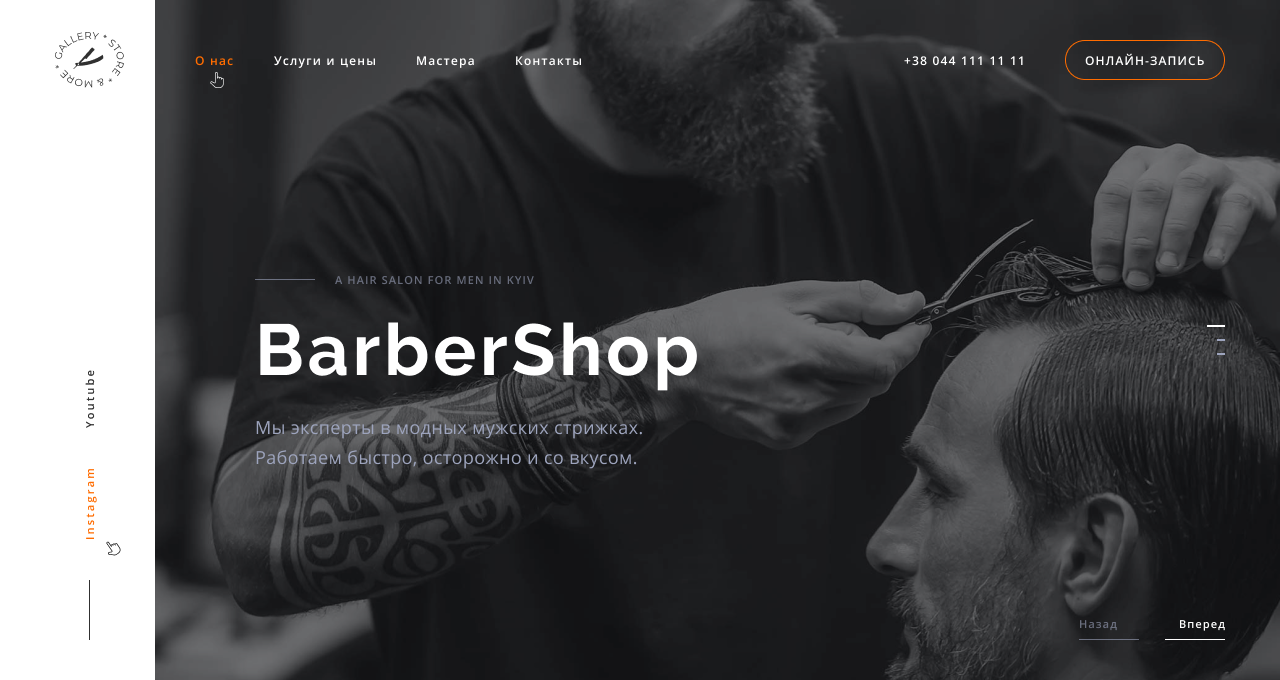 GALLERY * STORE * & MORE *
О нас
Услуги и цены
Мастера
Контакты
+38 044 111 11 11
ОНЛАЙН-ЗАПИСЬ
A HAIR SALON FOR MEN IN KYIV
BarberShop
Мы эксперты в модных мужских стрижках.
Работаем быстро, осторожно и со вкусом.
Youtube
Instagram
Назад
Вперед